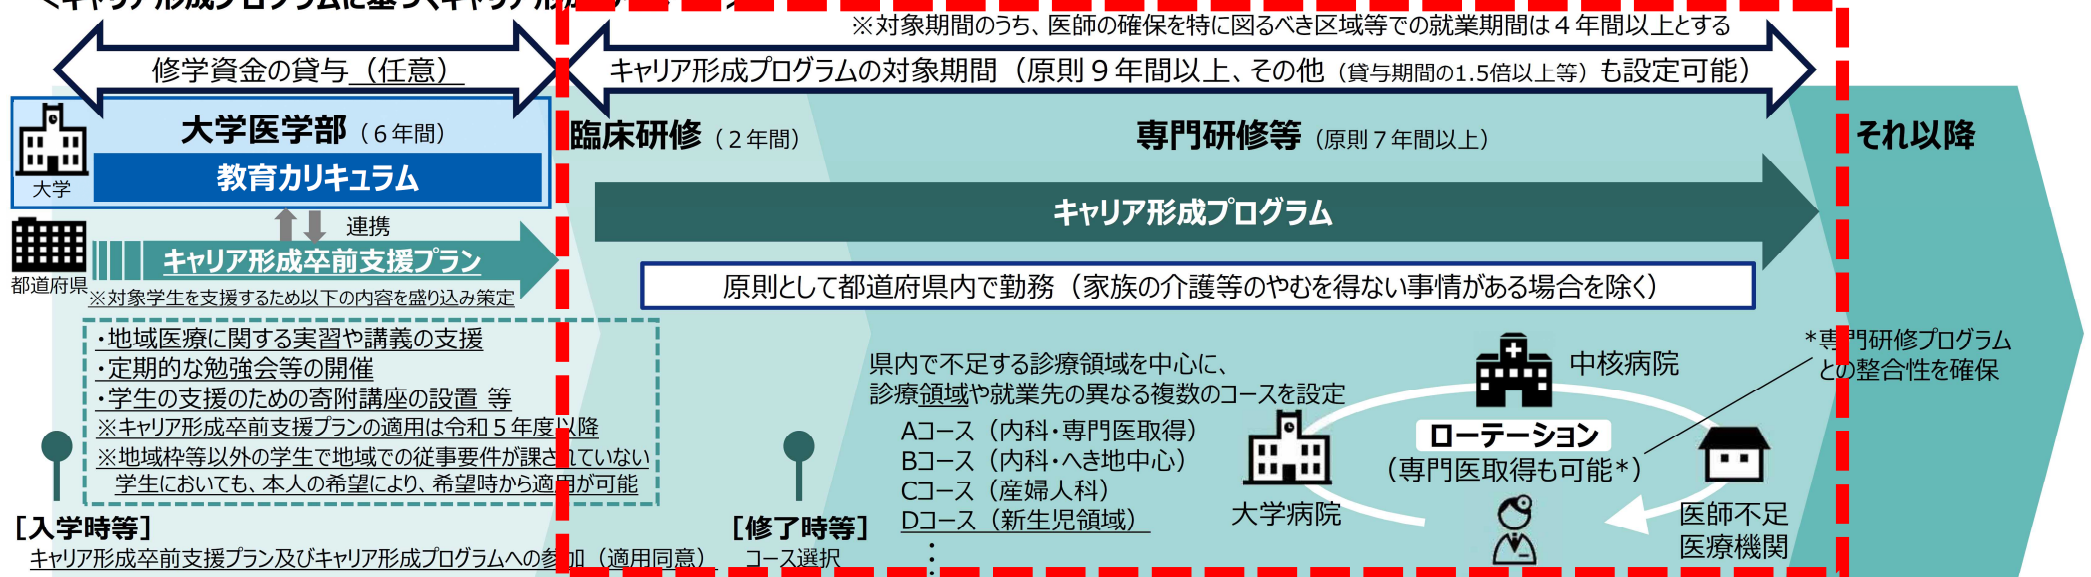 <キャリア形成プログラムに基づくキャリア形成
※対象期間のうち、医師の確保を特に図るべき区域等での就業期間は４年間以上とする
修学資金の貸与（任意）
キャリア形成プログラムの対象期間（原則９年間以上、その他（貸与期間の1.5倍以上等）も設定可能）
大学医学部（６年間）
臨床研修（２年間）
専門研修等（原則７年間以上）
それ以降
教育カリキュラム
大学
連携
キャリア形成プログラム
キャリア形成卒前支援プラン
都道府県
※対象学生を支援するため以下の内容を盛り込み策定
原則として都道府県内で勤務（家族の介護等のやむを得ない事情がある場合を除く）
・地域医療に関する実習や講義の支援
・定期的な勉強会等の開催
・学生の支援のための寄附講座の設置 等
※キャリア形成卒前支援プランの適用は令和５年度以降
※地域枠等以外の学生で地域での従事要件が課されていない
学生においても、本人の希望により、希望時から適用が可能
県内で不足する診療領域を中心に、
診療領域や就業先の異なる複数のコースを設定
Aコース（内科・専門医取得）
Bコース（内科・へき地中心）
Cコース（産婦人科）
Dコース（新生児領域）
：
中核病院
＊専門研修プログラム
との整合性を確保
ローテーション
（専門医取得も可能＊）
大学病院
医師不足
医療機関
［入学時等］
キャリア形成卒前支援プラン及びキャリア形成プログラムへの参加（適用同意）
［修了時等］
コース選択